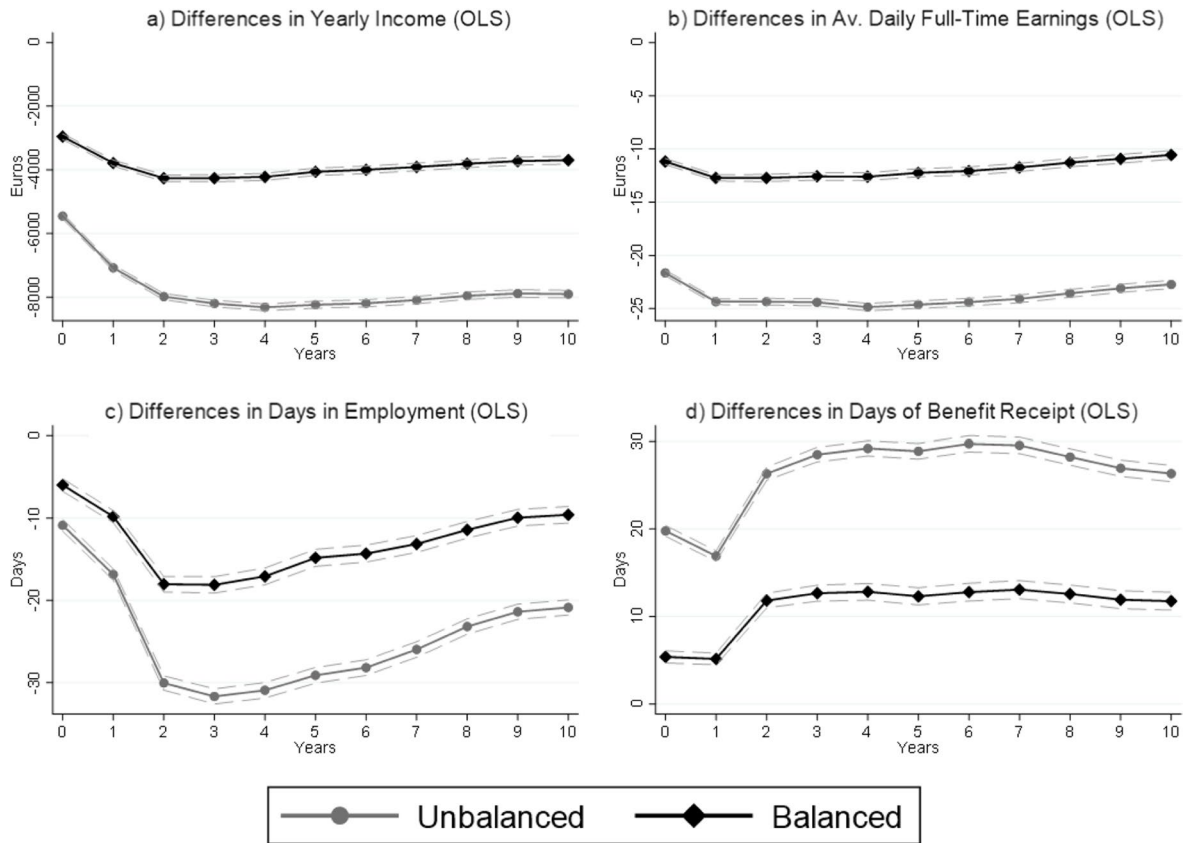 a) Differences in Yearly Income (OLS)
0
-2000
-4000
-6000
-8000
Euros
0 1 2 3 4 5 6 7 8 9 10
Years
b) Differences in Av. Daily Full-Time Earnings (OLS)
0
-5
-10
-15
-20
-25
Euros
0 1 2 3 4 5 6 7 8 9 10
Years
c) Differences in Days in Employment (OLS)
0
-10
-20
-30
Days
0 1 2 3 4 5 6 7 8 9 10
Years
d) Differences in Days of Benefit Receipt (OLS)
30
20
10
0
Days
0 1 2 3 4 5 6 7 8 9 10
Years
Unbalanced Balanced